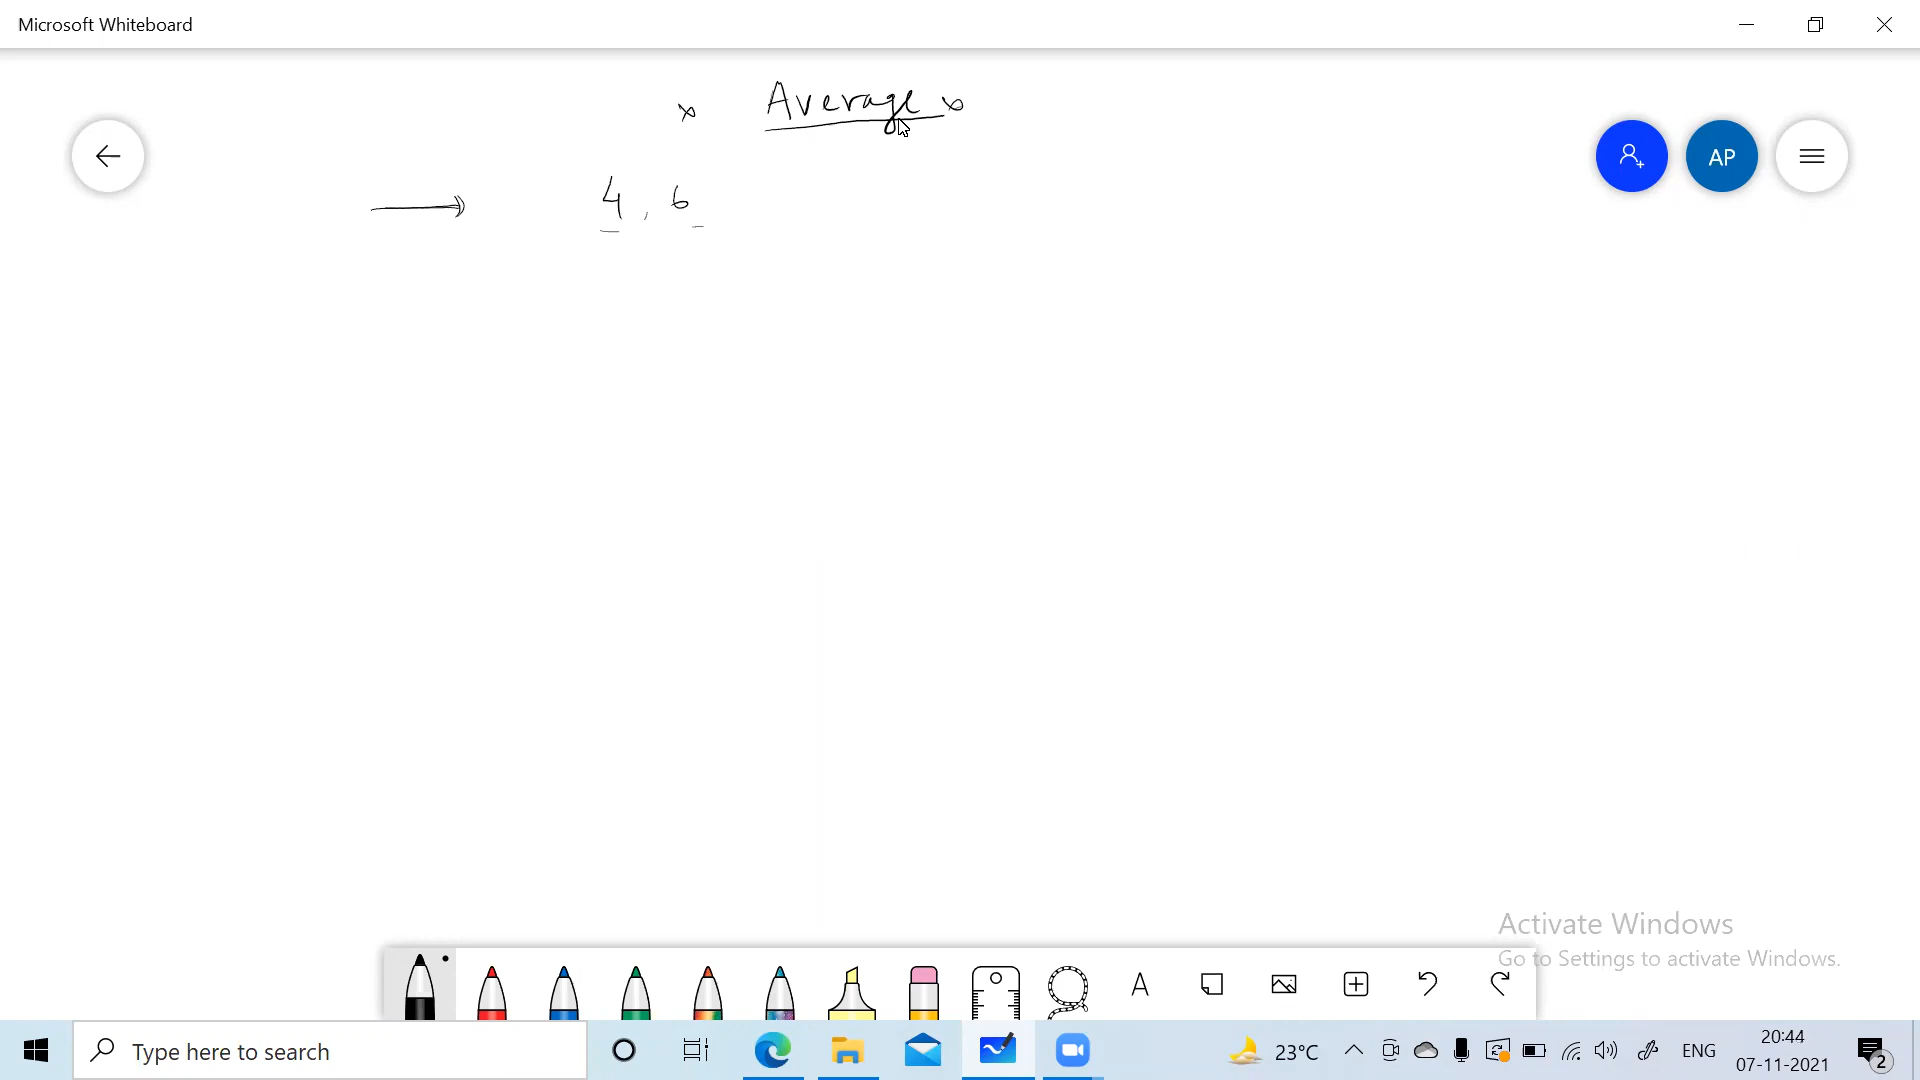 Microsoft Whiteboard
x Average x
4, 6
AP
Activate Windows
Go to Settings to activate Windows.
A
Type here to search
23°C
ENG
20:44
07-11-2021
2